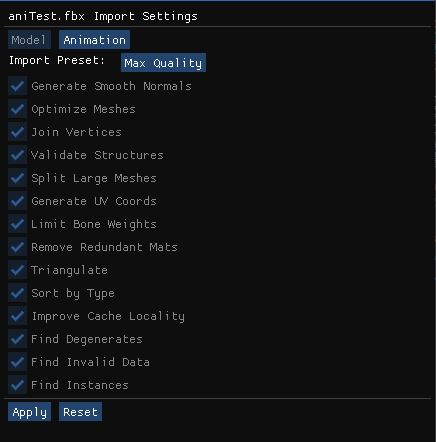 aniTest.fbx Import Settings
Model Animation
Import Preset: Max Quality
Generate Smooth Normals
Optimize Meshes
Join Vertices
Validate Structures
Split Large Meshes
Generate UV Coords
Limit Bone Weights
Remove Redundant Mats
Triangulate
Sort by Type
Improve Cache Locality
Find Degenerates
Find Invalid Data
Find Instances
Apply Reset